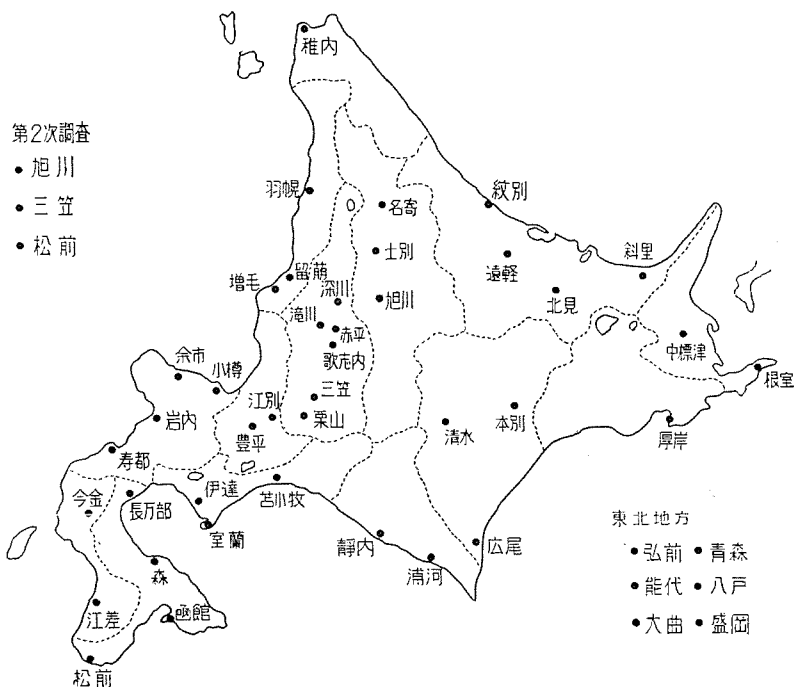 稚内
第2次調査
旭川
三笠
松前
羽幌
名寄
紋別
士別
遠軽
斜里
留萌
増毛
深川
旭川
北見
滝川
赤平
歌志内
中標津
余市
小樽
根室
三笠
江別
岩内
栗山
豊平
清水
本別
厚岸
寿都
伊達
苫小牧
今金
長万部
室蘭
静内
広尾
浦河
森
江差
函館
松前
東北地方
弘前 青森
能代 八戸
大曲 盛岡